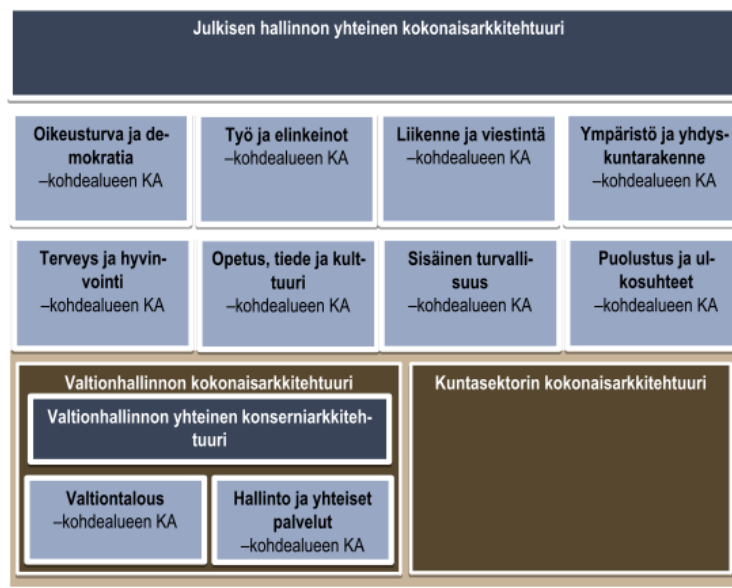 Julkisen hallinnon yhteinen kokonaisarkkitehtuuri
Oikeusturva ja de-
mokratia
–kohdealueen KA
Työ ja elinkeinot
–kohdealueen KA
Liikenne ja viestintä
–kohdealueen KA
Ympäristö ja yhdys-
kuntarakenne
–kohdealueen KA
Terveys ja hyvin-
vointi
–kohdealueen KA
Opetus, tiede ja kult-
tuuri
–kohdealueen KA
Sisäinen turvalli-
suus
–kohdealueen KA
Puolustus ja ul-
kosuhteet
–kohdealueen KA
Valtionhallinnon kokonaisarkkitehtuuri
Valtionhallinnon yhteinen konserniarkkiteh-
tuuri
Valtiontalous
–kohdealueen KA
Hallinto ja yhteiset
palvelut
–kohdealueen KA
Kuntasektorin kokonaisarkkitehtuuri